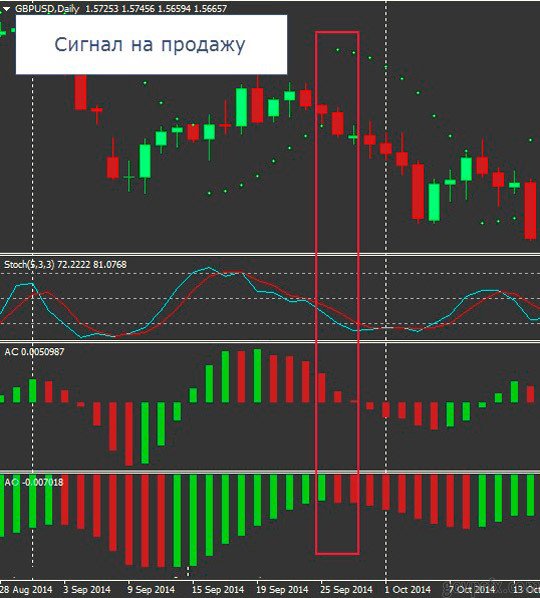 GBPUSD,Daily 1.57253 1.57456 1.56594 1.56657
Сигнал на продажу
Stoch(5,3,3) 72.2222 81.0768
AC 0.0050987
AO -0.007018
28 Aug 2014 3 Sep 2014 9 Sep 2014 15 Sep 2014 19 Sep 2014 25 Sep 2014 1 Oct 2014 7 Oct 2014 13 Oct